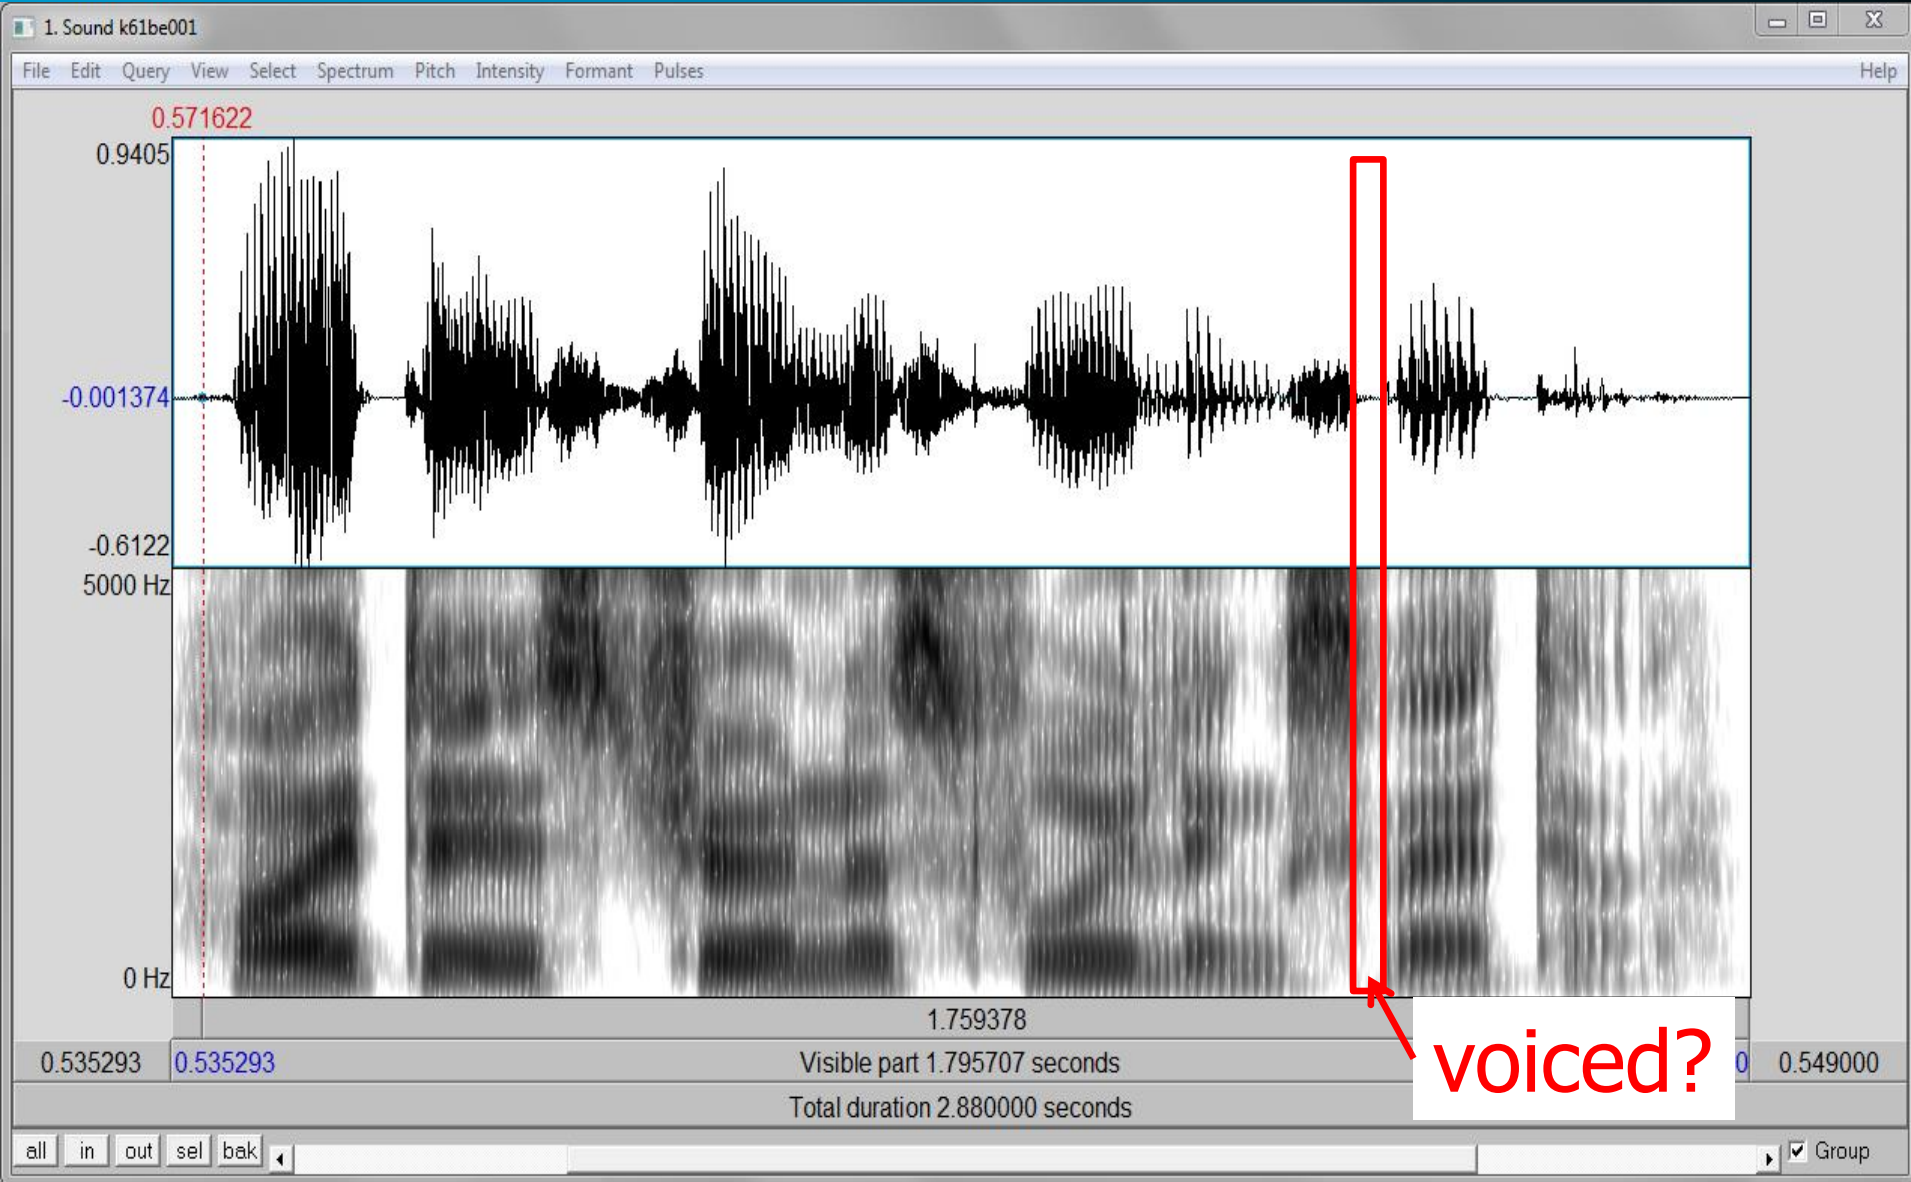 1. Sound k61be001
File Edit Query View Select Spectrum Pitch Intensity Formant Pulses Help
0.571622
0.9405
-0.001374
-0.6122
5000 Hz
0 Hz
1.759378
0.535293 0.535293 Visible part 1.795707 seconds 0 0.549000
voiced?
Total duration 2.880000 seconds
all in out sel bak Group